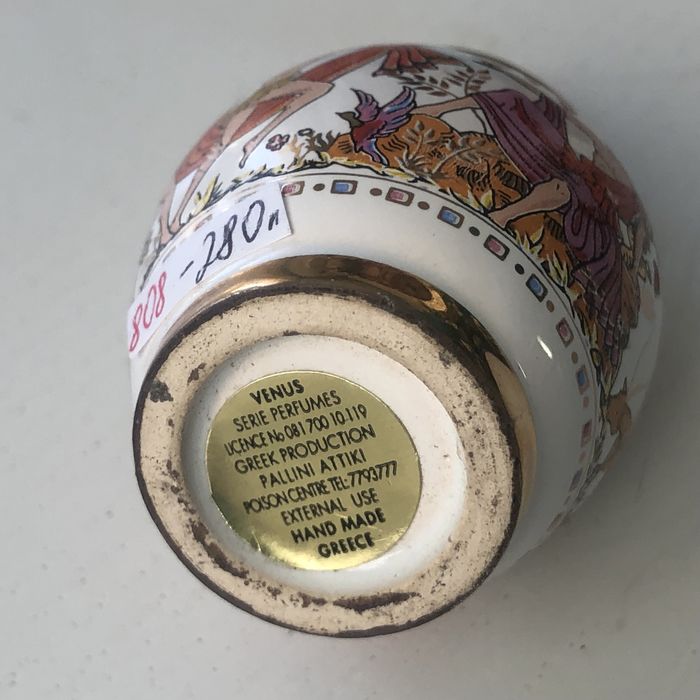 808 - 280л
VENUS
SERIE PERFUMES
LICENCE No 081.700 10.119
GREEK PRODUCTION
PALLINI ATTIKI
POISON CENTRE TEL: 7793777
EXTERNAL USE
HAND MADE
GREECE